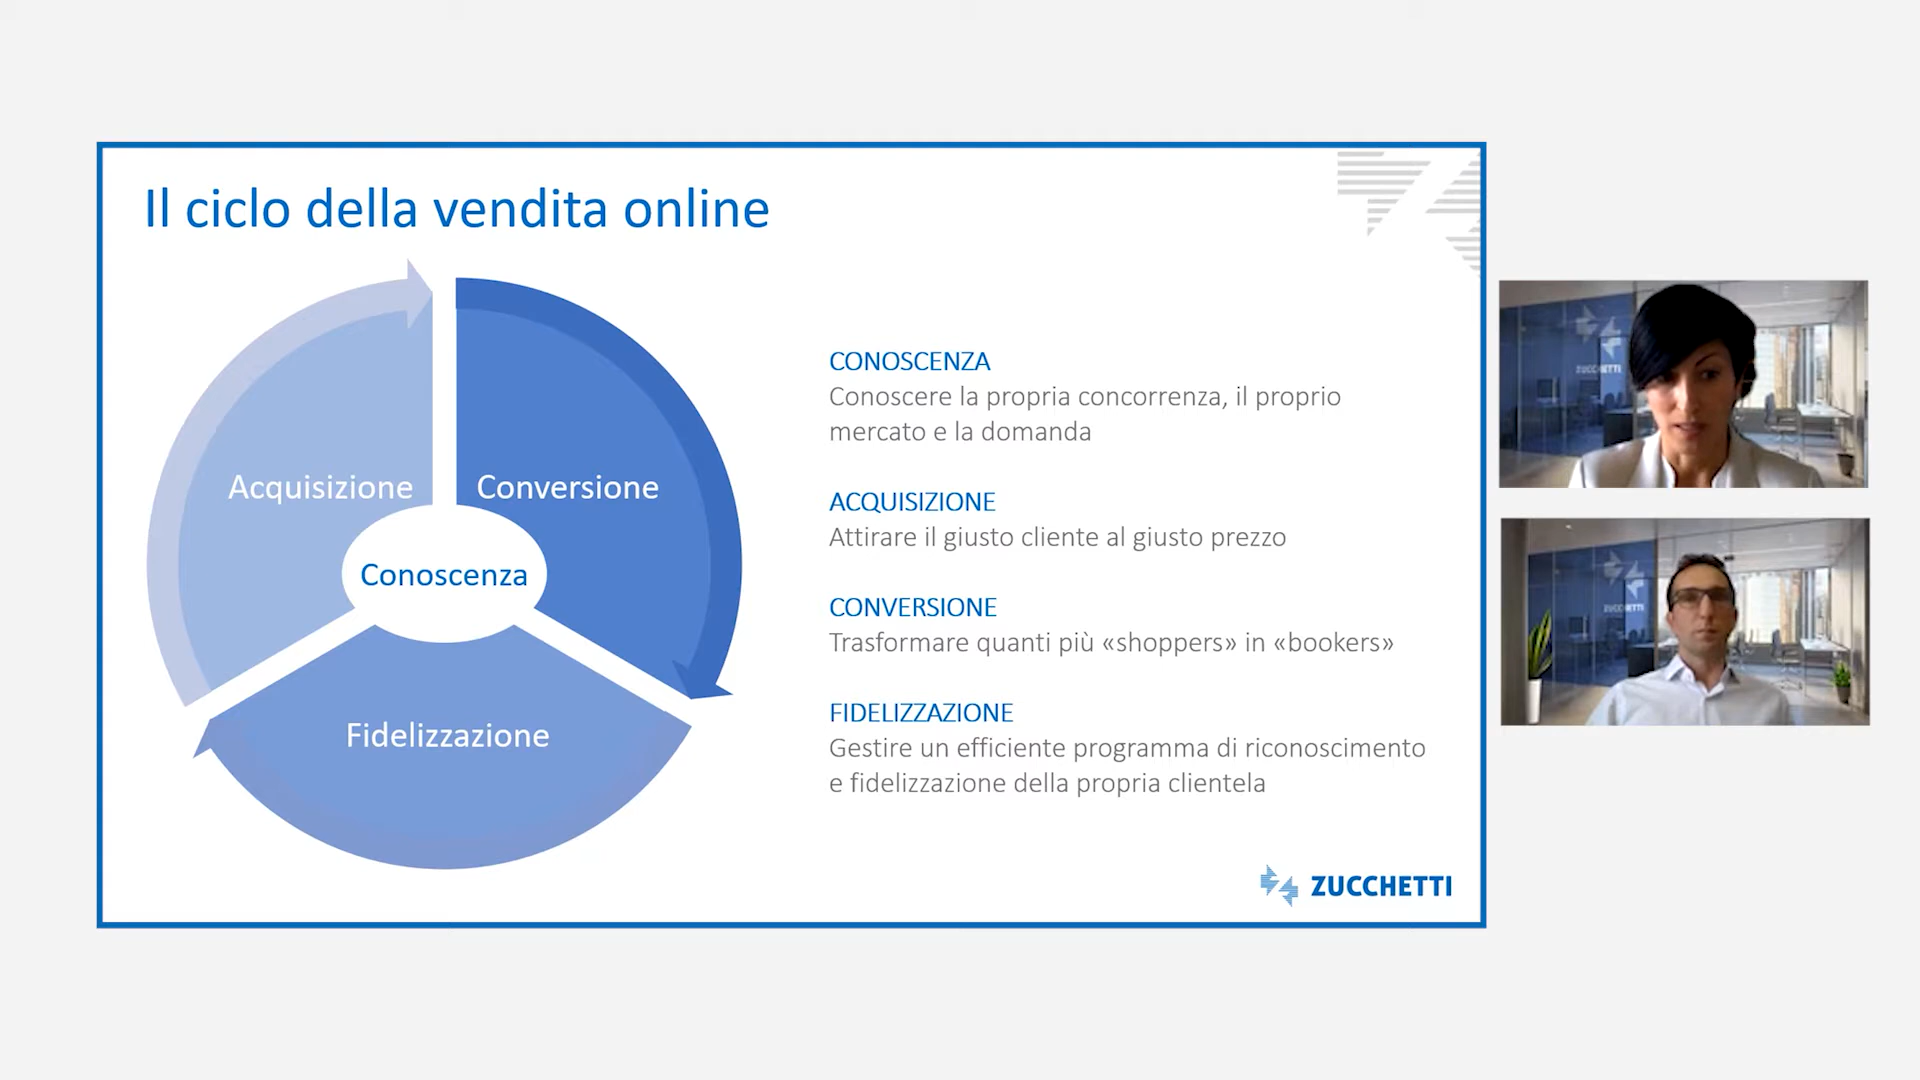 Il ciclo della vendita online
Acquisizione
Conversione
Conoscenza
Fidelizzazione
CONOSCENZA
Conoscere la propria concorrenza, il proprio
mercato e la domanda
ACQUISIZIONE
Attirare il giusto cliente al giusto prezzo
CONVERSIONE
Trasformare quanti più «shoppers» in «bookers»
FIDELIZZAZIONE
Gestire un efficiente programma di riconoscimento
e fidelizzazione della propria clientela
ZUCCHETTI
ZUCCHETTI
ZUCCHETTI